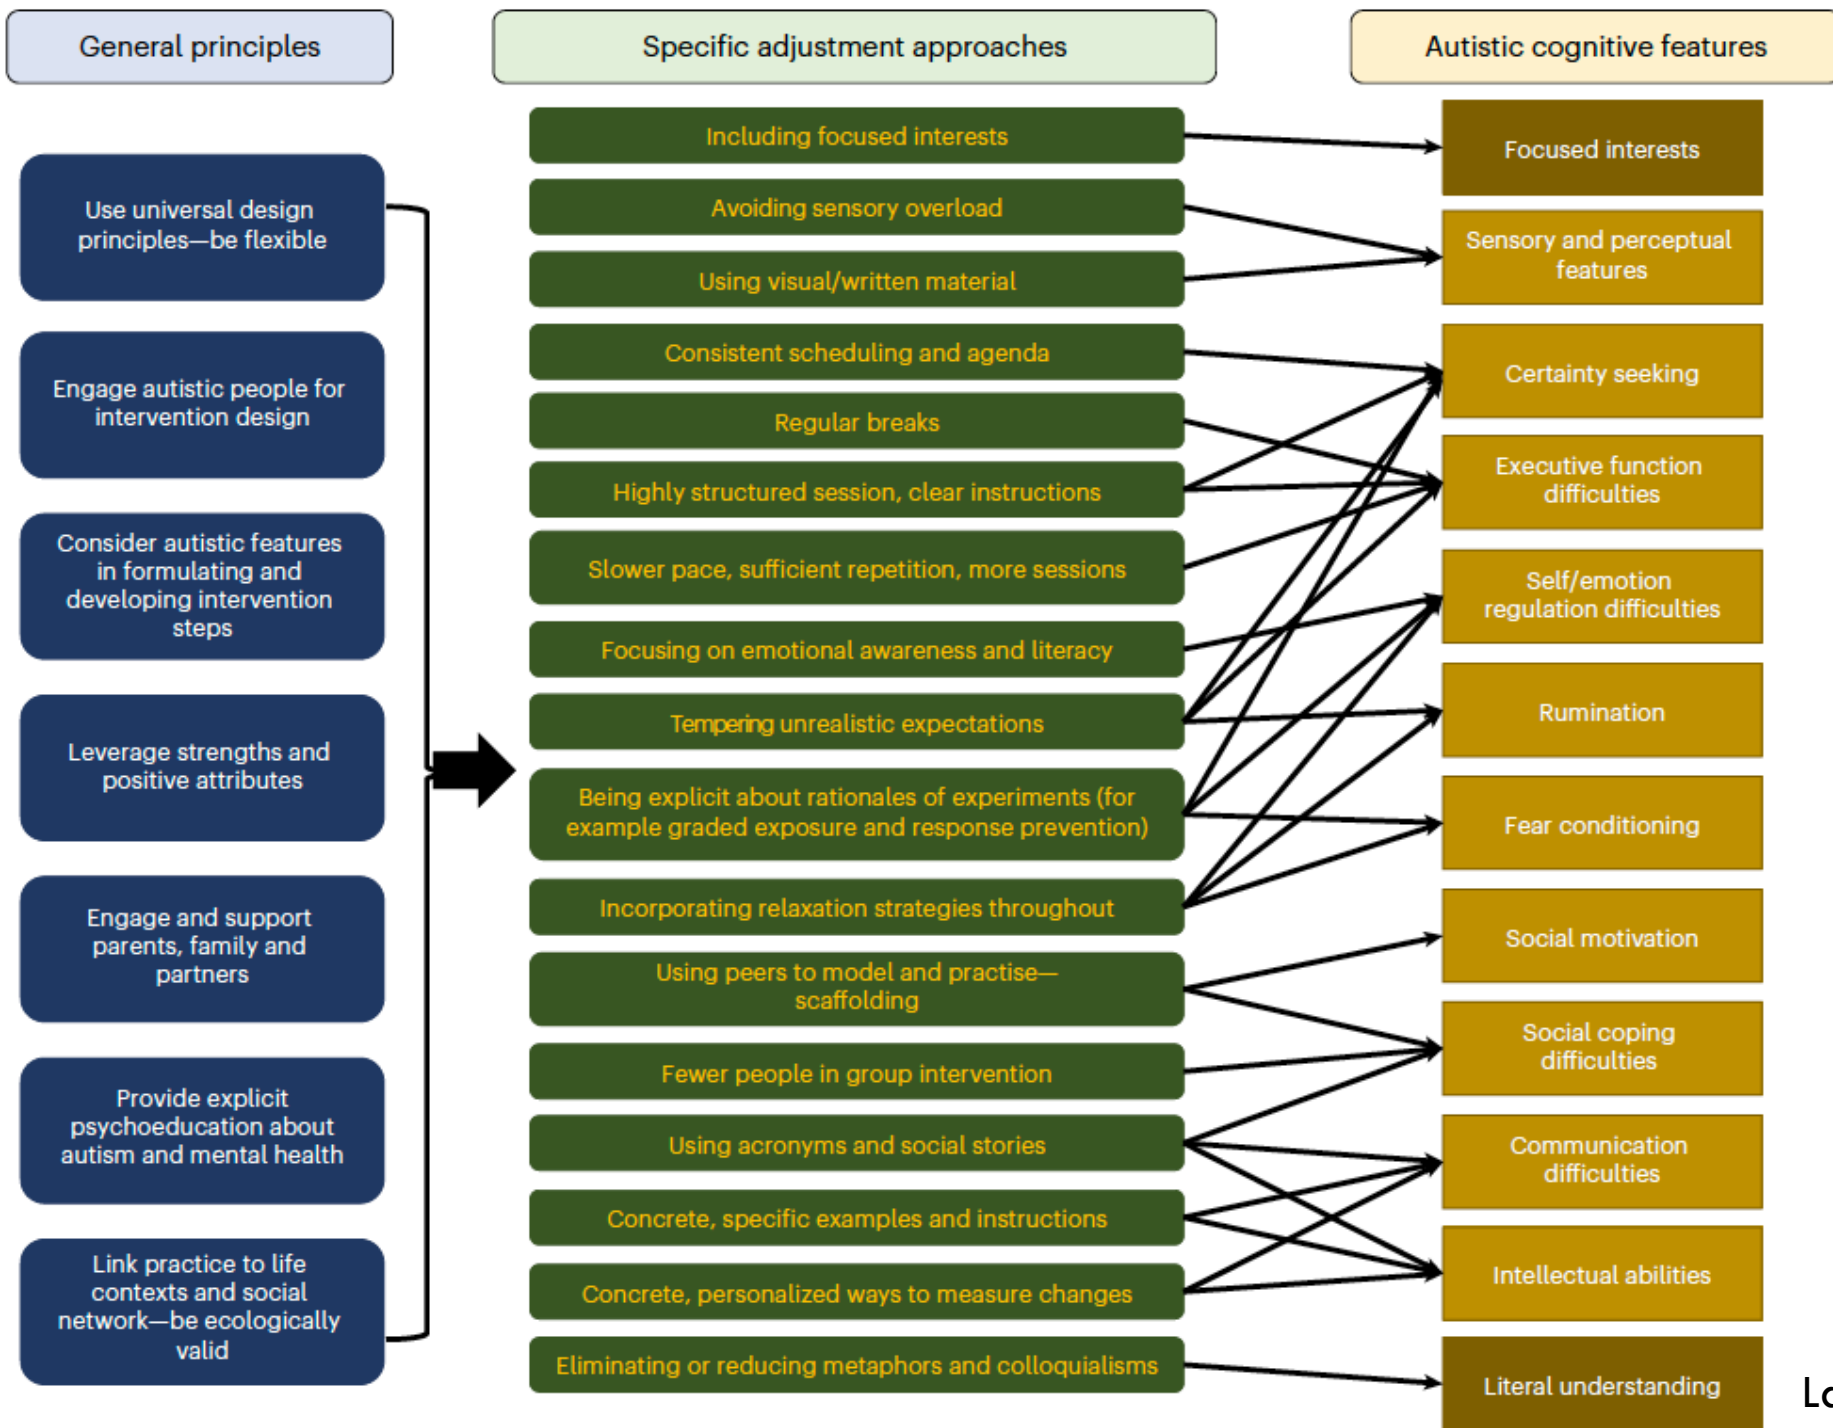 General principles
Specific adjustment approaches
Autistic cognitive features
Use universal design
principles—be flexible
Engage autistic people for
intervention design
Consider autistic features
in formulating and
developing intervention
steps
Leverage strengths and
positive attributes
Engage and support
parents, family and
partners
Provide explicit
psychoeducation about
autism and mental health
Link practice to life
contexts and social
network—be ecologically
valid
Including focused interests
Avoiding sensory overload
Using visual/written material
Consistent scheduling and agenda
Regular breaks
Highly structured session, clear instructions
Slower pace, sufficient repetition, more sessions
Focusing on emotional awareness and literacy
Tempering unrealistic expectations
Being explicit about rationales of experiments (for
example graded exposure and response prevention)
Incorporating relaxation strategies throughout
Using peers to model and practise—
scaffolding
Fewer people in group intervention
Using acronyms and social stories
Concrete, specific examples and instructions
Concrete, personalized ways to measure changes
Eliminating or reducing metaphors and colloquialisms
Focused interests
Sensory and perceptual
features
Certainty seeking
Executive function
difficulties
Self/emotion
regulation difficulties
Rumination
Fear conditioning
Social motivation
Social coping
difficulties
Communication
difficulties
Intellectual abilities
Literal understanding